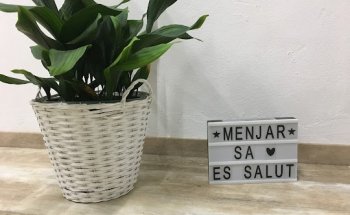 ★ MENJAR ★
SA ♥
ES SALUT